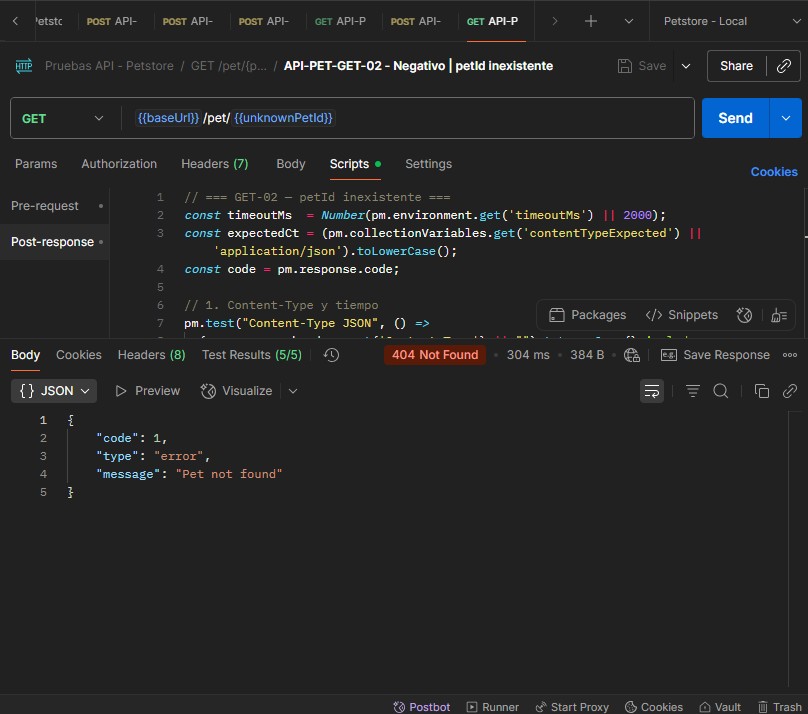 Petstc POST API- POST API- POST API- GET API-P POST API- GET API-P Petstore - Local
HTTP Pruebas API - Petstore / GET /pet/{p... / API-PET-GET-02 - Negativo | petId inexistente Save Share
GET {{baseUrl}} /pet/ {{unknownPetId}} Send
Params Authorization Headers (7) Body Scripts Settings Cookies
Pre-request
Post-response
1 // === GET-02 — petId inexistente ===
2 const timeoutMs = Number(pm.environment.get('timeoutMs') || 2000);
3 const expectedCt = (pm.collectionVariables.get('contentTypeExpected') ||
'application/json').toLowerCase();
4 const code = pm.response.code;
5
6 // 1. Content-Type y tiempo
7 pm.test("Content-Type JSON", () =>
Packages </> Snippets
Body Cookies Headers (8) Test Results (5/5) 404 Not Found 304 ms 384 B e.g. Save Response
{ } JSON Preview Visualize
1 {
2 "code": 1,
3 "type": "error",
4 "message": "Pet not found"
5 }
Postbot Runner Start Proxy Cookies Vault Trash